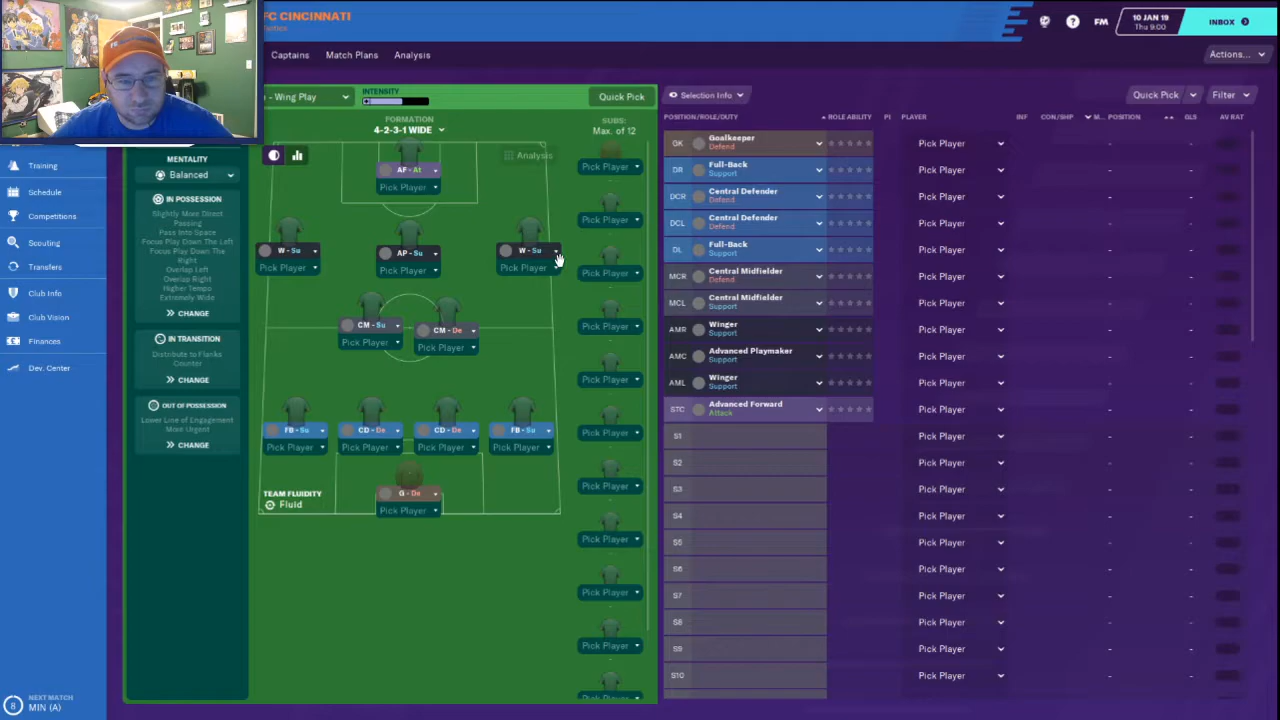 FC CINCINNATI
Tactics
10 JAN 19
Thu 9:00
INBOX
FM
Captains
Match Plans
Analysis
Actions...
Training
Schedule
Competitions
Scouting
Transfers
Club Info
Club Vision
Finances
Dev. Center
NEXT MATCH
8
MIN (A)
- Wing Play
INTENSITY
Quick Pick
FORMATION
4-2-3-1 WIDE
SUBS:
Max. of 12
Analysis
MENTALITY
Balanced
IN POSSESSION
Slightly More Direct
Passing
Pass Into Space
Focus Play Down The
Left
Focus Play Down The
Right
Overlap Left
Overlap Right
Higher Tempo
Extremely Wide
CHANGE
IN TRANSITION
Distribute to Flanks
Counter
CHANGE
OUT OF POSSESSION
Lower Line of Engagement
More Urgent
CHANGE
AF - At
Pick Player
W - Su
Pick Player
AP - Su
Pick Player
W - Su
Pick Player
CM - Su
Pick Player
CM - De
Pick Player
FB - Su
Pick Player
CD - De
Pick Player
CD - De
Pick Player
FB - Su
Pick Player
G - De
Pick Player
TEAM FLUIDITY
Fluid
Pick Player
Pick Player
Pick Player
Pick Player
Pick Player
Pick Player
Pick Player
Pick Player
Pick Player
Pick Player
Pick Player
Selection Info
Quick Pick
Filter
POSITION/ROLE/DUTY
ROLE ABILITY
PI
PLAYER
INF
CON/SHP
M...
POSITION
GLS
AV RAT
GK Goalkeeper Defend Pick Player -
DR Full-Back Support Pick Player - -
DCR Central Defender Defend Pick Player - -
DCL Central Defender Defend Pick Player - -
DL Full-Back Support Pick Player - -
MCR Central Midfielder Defend Pick Player - -
MCL Central Midfielder Support Pick Player - -
AMR Winger Support Pick Player - -
AMC Advanced Playmaker Support Pick Player - -
AML Winger Support Pick Player - -
STC Advanced Forward Attack Pick Player - -
S1 Pick Player - -
S2 Pick Player - -
S3 Pick Player - -
S4 Pick Player - -
S5 Pick Player - -
S6 Pick Player - -
S7 Pick Player - -
S8 Pick Player - -
S9 Pick Player - -
S10 Pick Player - -